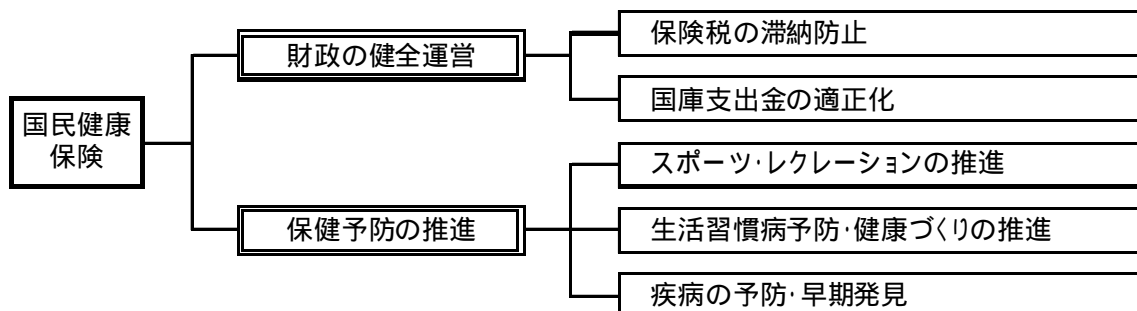 国民健康
保険
財政の健全運営
保険税の滞納防止
国庫支出金の適正化
保健予防の推進
スポーツ・レクレーションの推進
生活習慣病予防・健康づくりの推進
疾病の予防・早期発見